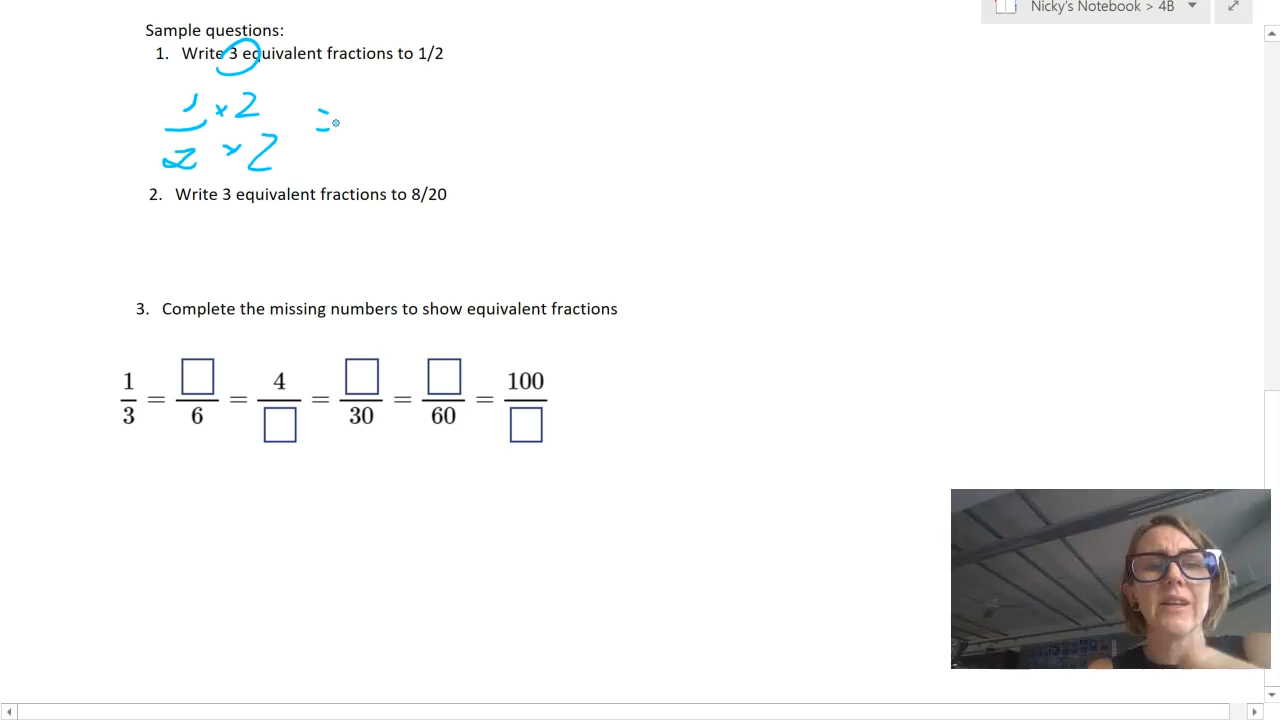 Nicky's Notebook > 4B
Sample questions:
1. Write 3 equivalent fractions to 1/2
1 × 2 =
2 × 2
2. Write 3 equivalent fractions to 8/20
3. Complete the missing numbers to show equivalent fractions
1/3 = □/6 = 4/□ = □/30 = □/60 = 100/□